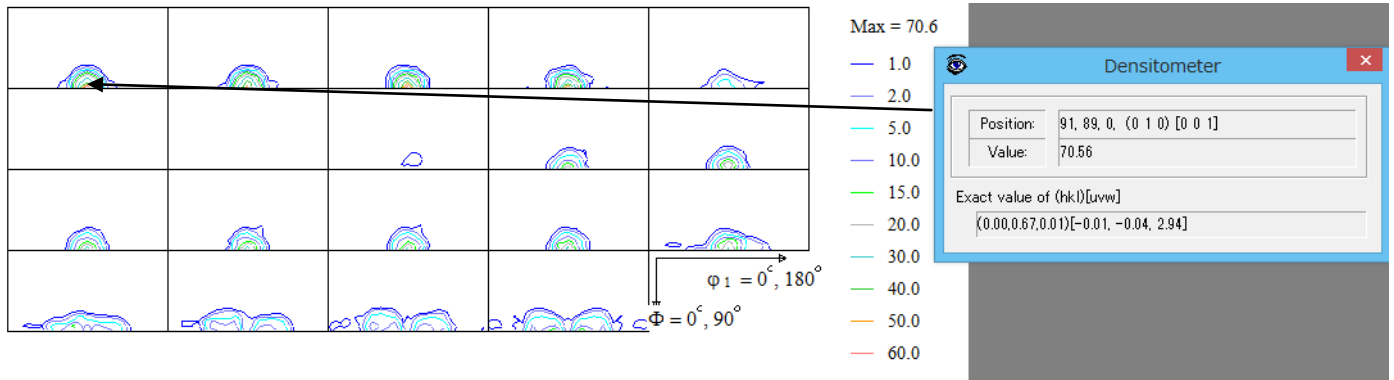 Max = 70.6
1.0
2.0
5.0
10.0
15.0
20.0
30.0
40.0
50.0
60.0
φ1 = 0°, 180°
Φ = 0°, 90°
Densitometer
Position: 91, 89, 0, (0 1 0) [0 0 1]
Value: 70.56
Exact value of (hkl)[uvw]
(0.00,0.67,0.01)[-0.01, -0.04, 2.94]